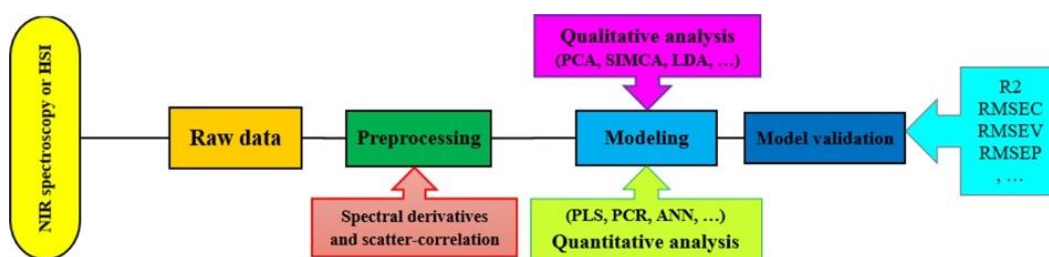 NIR spectroscopy or HSI
Raw data
Preprocessing
Spectral derivatives
and scatter-correlation
Qualitative analysis
(PCA, SIMCA, LDA, …)
Modeling
(PLS, PCR, ANN, …)
Quantitative analysis
Model validation
R2
RMSEC
RMSEV
RMSEP
, …